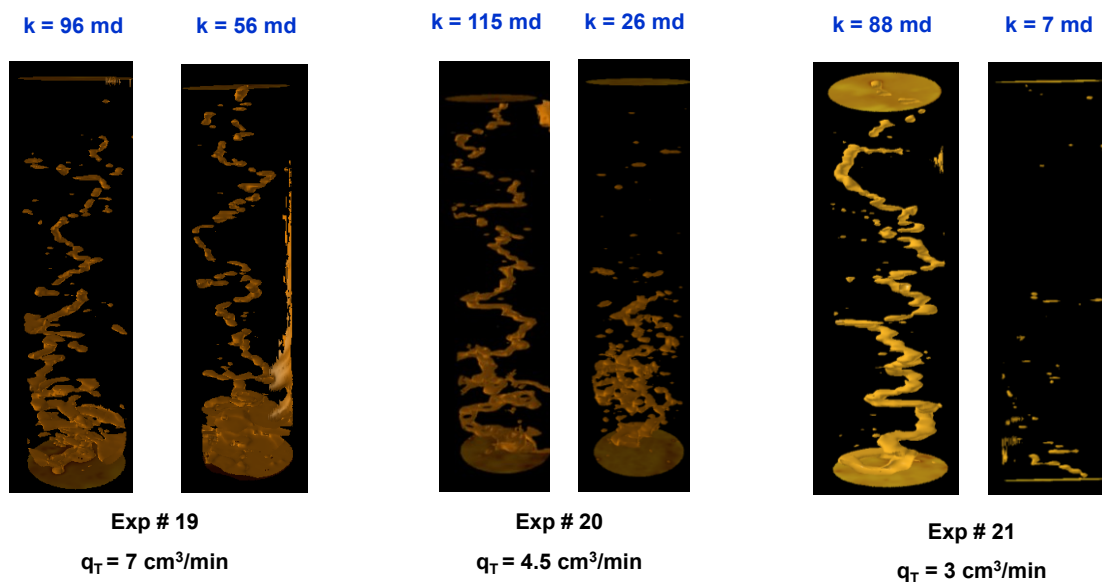 k = 96 md
k = 56 md
k = 115 md
k = 26 md
k = 88 md
k = 7 md
Exp # 19
q_T = 7 cm³/min
Exp # 20
q_T = 4.5 cm³/min
Exp # 21
q_T = 3 cm³/min